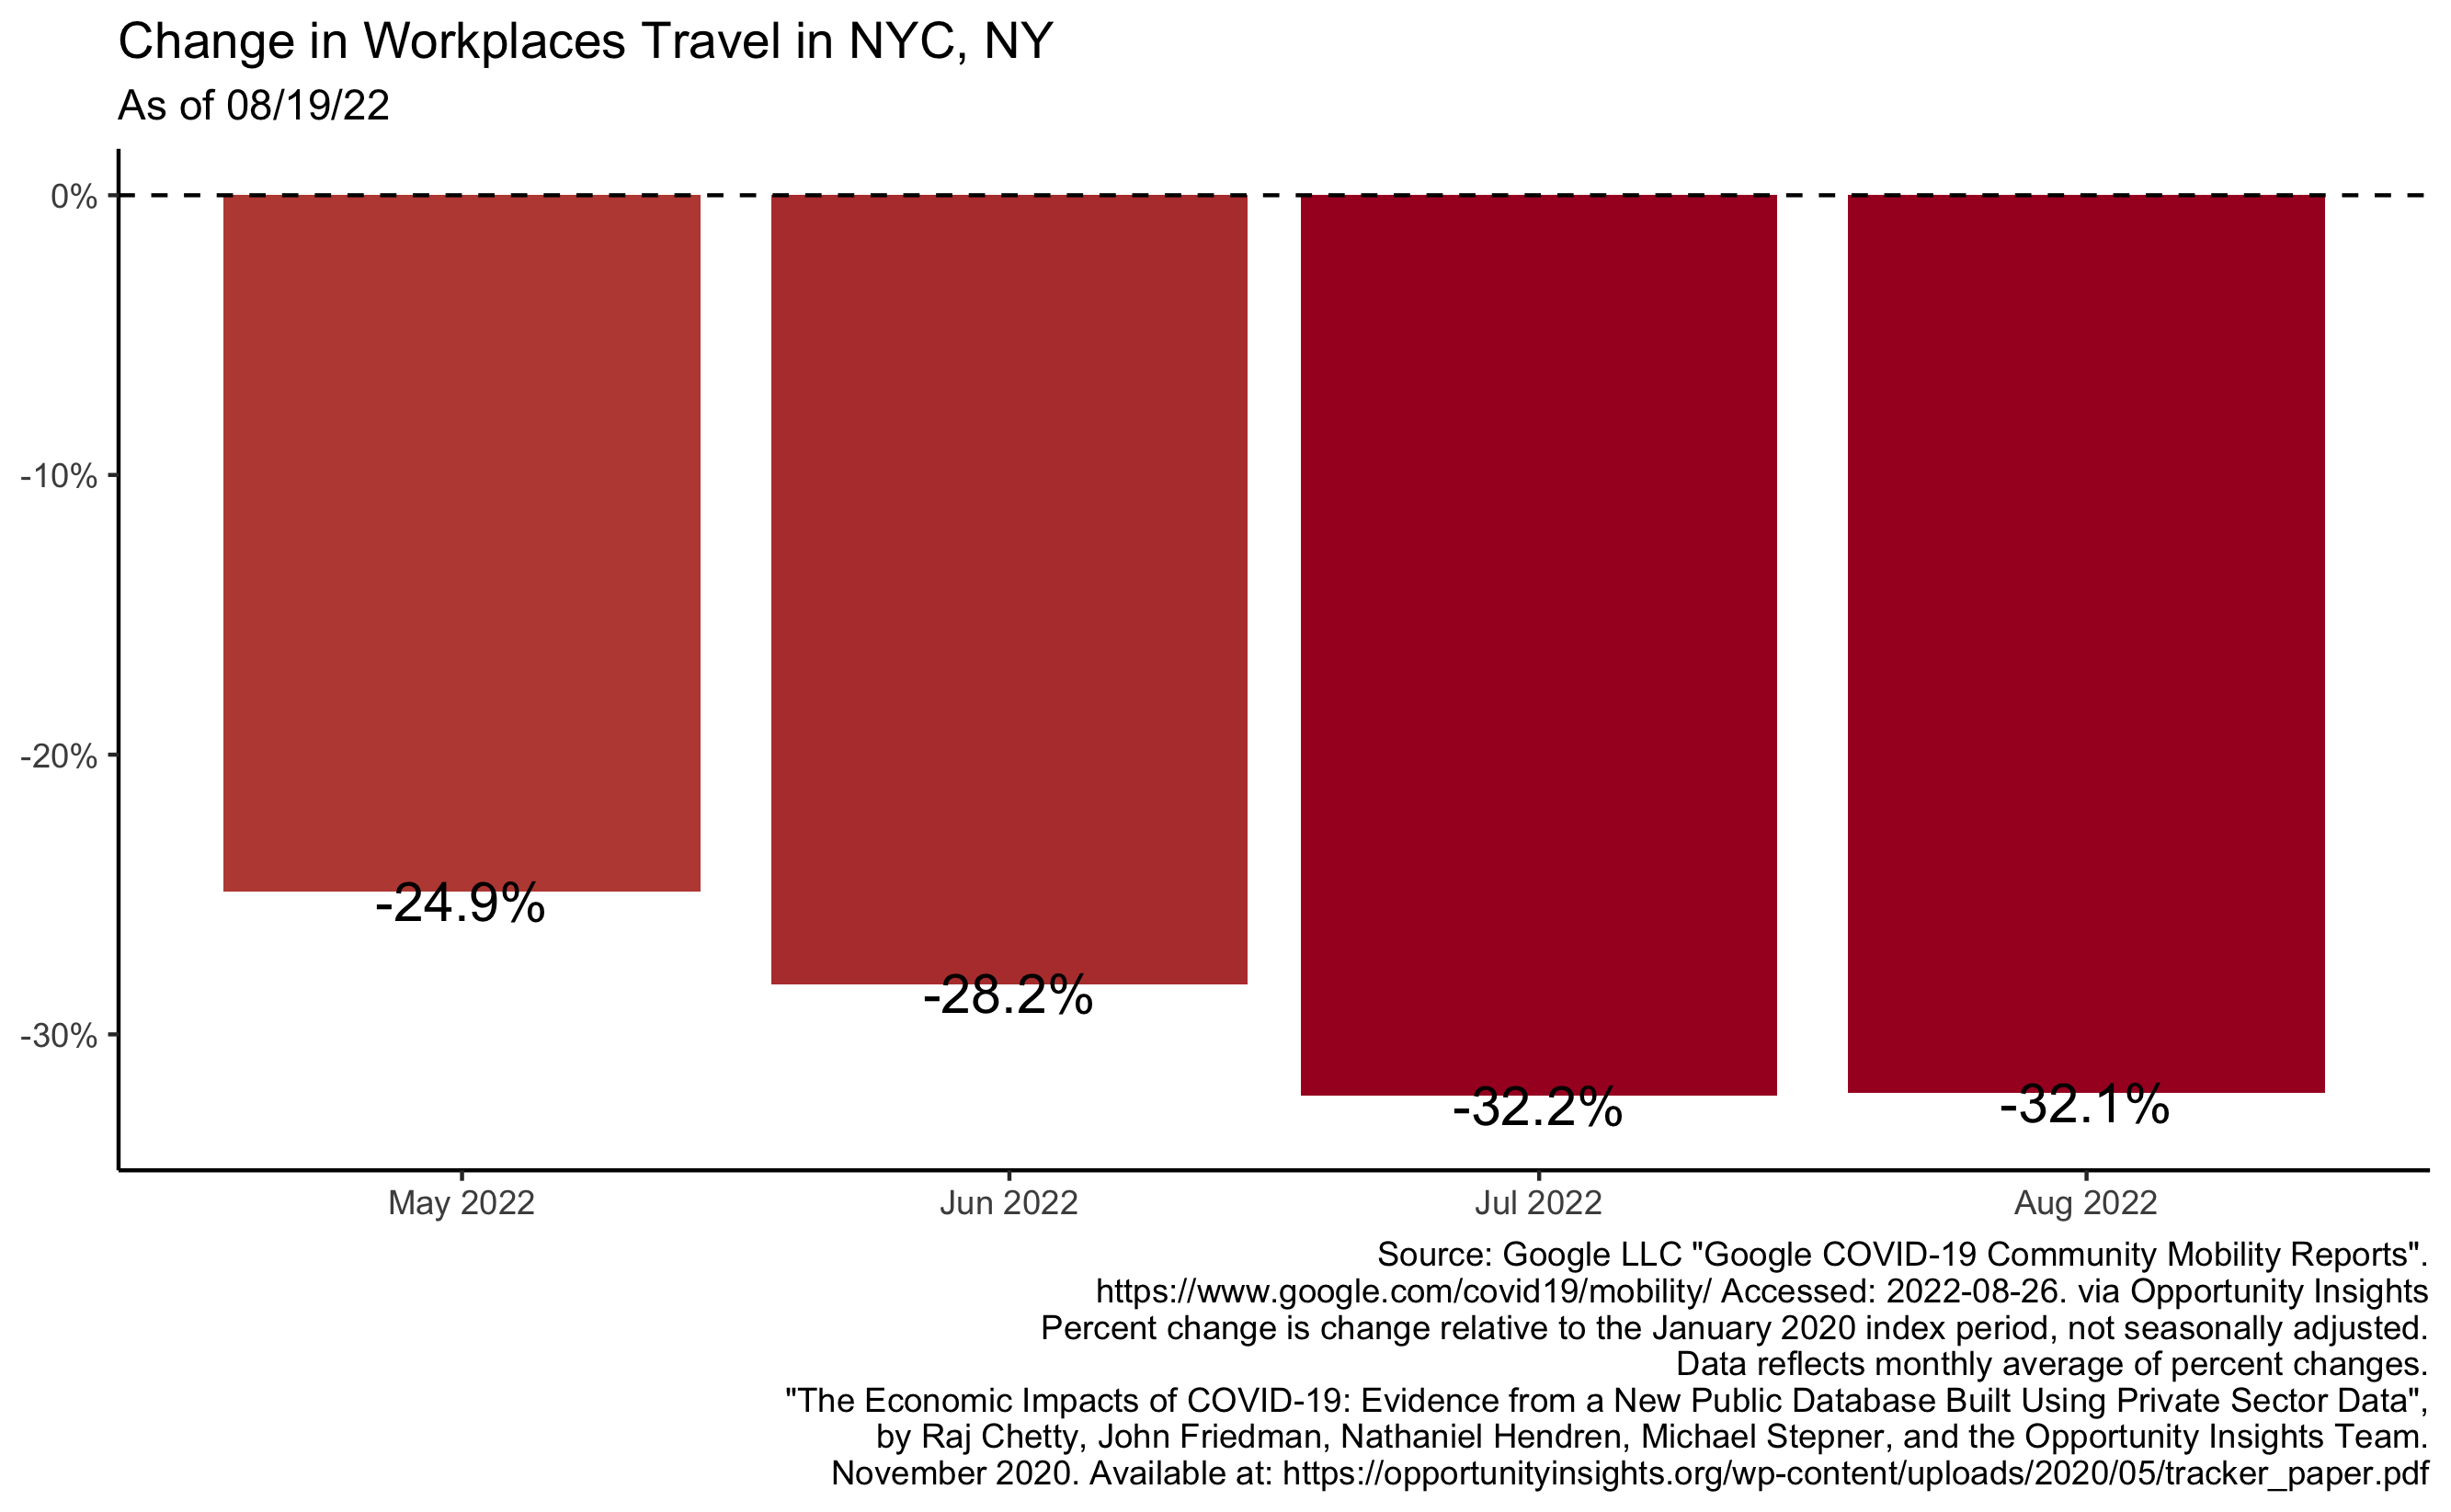 Change in Workplaces Travel in NYC, NY
As of 08/19/22
0%
-10%
-20%
-30%
-24.9%
-28.2%
-32.2%
-32.1%
May 2022
Jun 2022
Jul 2022
Aug 2022
Source: Google LLC "Google COVID-19 Community Mobility Reports".
https://www.google.com/covid19/mobility/ Accessed: 2022-08-26. via Opportunity Insights
Percent change is change relative to the January 2020 index period, not seasonally adjusted.
Data reflects monthly average of percent changes.
"The Economic Impacts of COVID-19: Evidence from a New Public Database Built Using Private Sector Data",
by Raj Chetty, John Friedman, Nathaniel Hendren, Michael Stepner, and the Opportunity Insights Team.
November 2020. Available at: https://opportunityinsights.org/wp-content/uploads/2020/05/tracker_paper.pdf